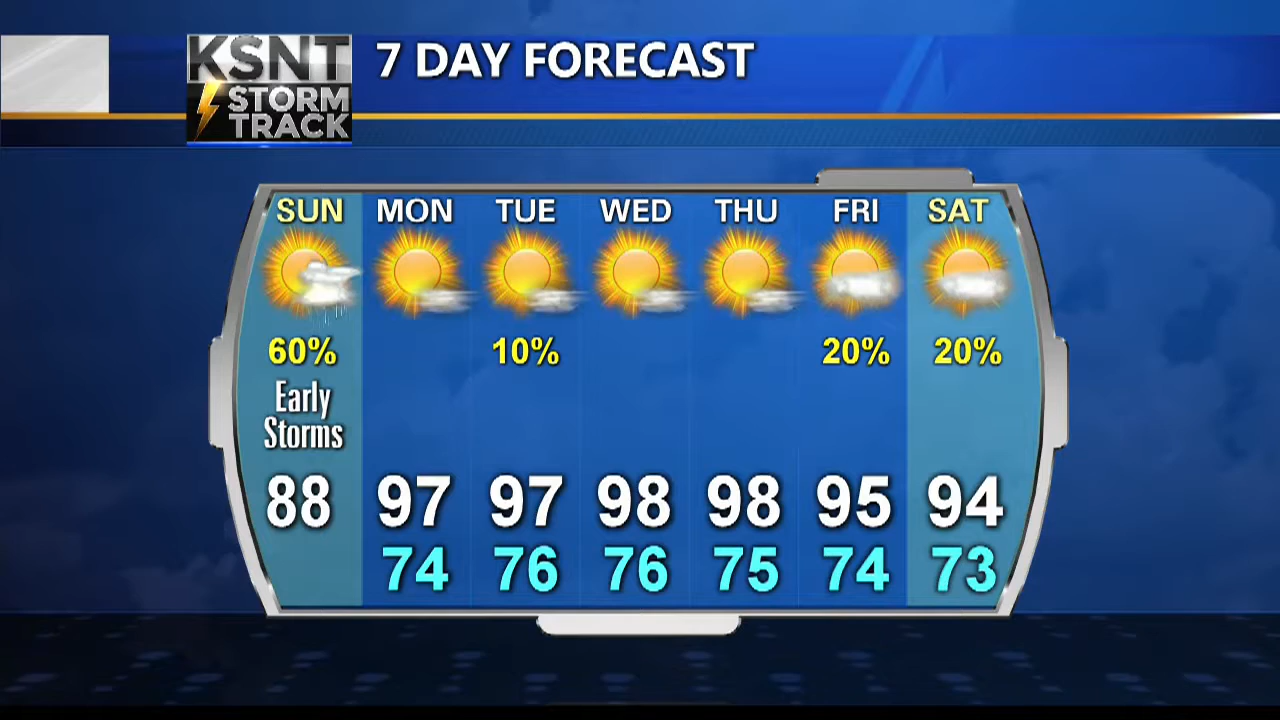 KSNT
STORM
TRACK
7 DAY FORECAST
SUN MON TUE WED THU FRI SAT
60% 10% 20% 20%
Early
Storms
88 97 97 98 98 95 94
74 76 76 75 74 73